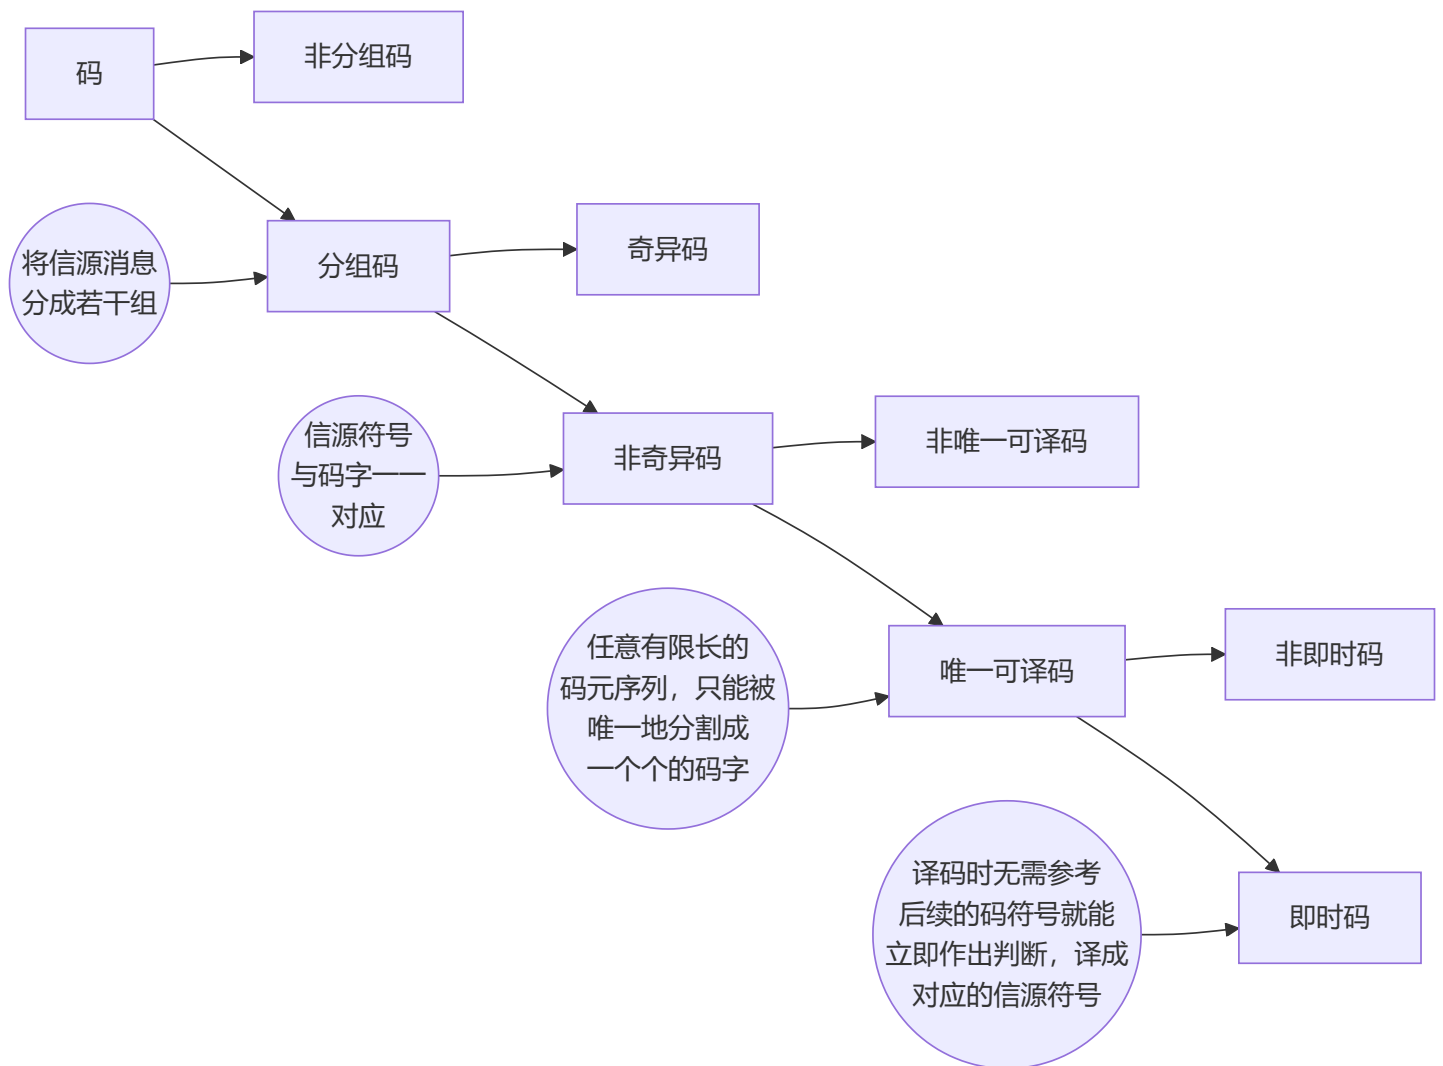 码
非分组码
将信源消息
分成若干组
分组码
奇异码
信源符号
与码字一一
对应
非奇异码
非唯一可译码
任意有限长的
码元序列，只能被
唯一地分割成
一个个的码字
唯一可译码
非即时码
译码时无需参考
后续的码符号就能
立即作出判断，译成
对应的信源符号
即时码